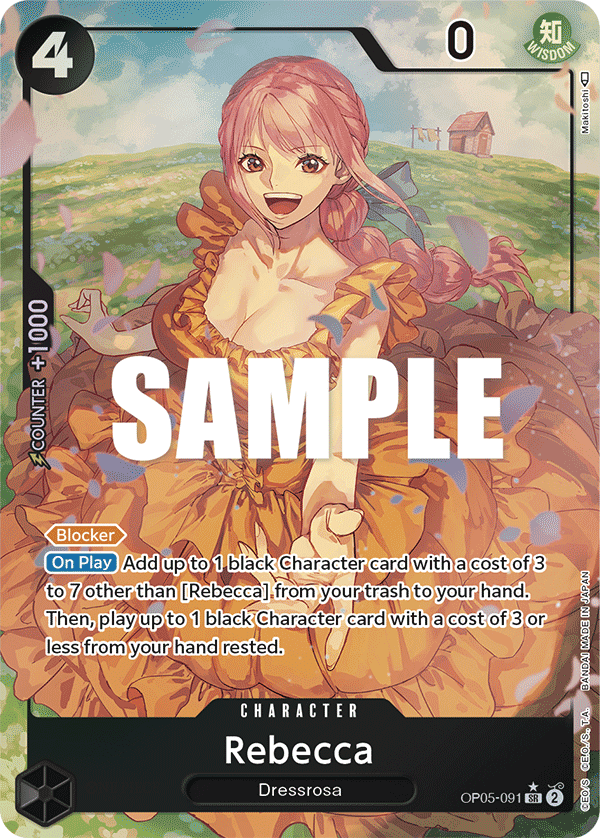 4
0
知
WISDOM
Makitoshi
COUNTER +1000
SAMPLE
Blocker
On Play Add up to 1 black Character card with a cost of 3
to 7 other than [Rebecca] from your trash to your hand.
Then, play up to 1 black Character card with a cost of 3 or
less from your hand rested.
CHARACTER
Rebecca
Dressrosa
OP05-091 SR 2
©E.O/S. ©E.O./S.,T.A. BANDAI MADE IN JAPAN